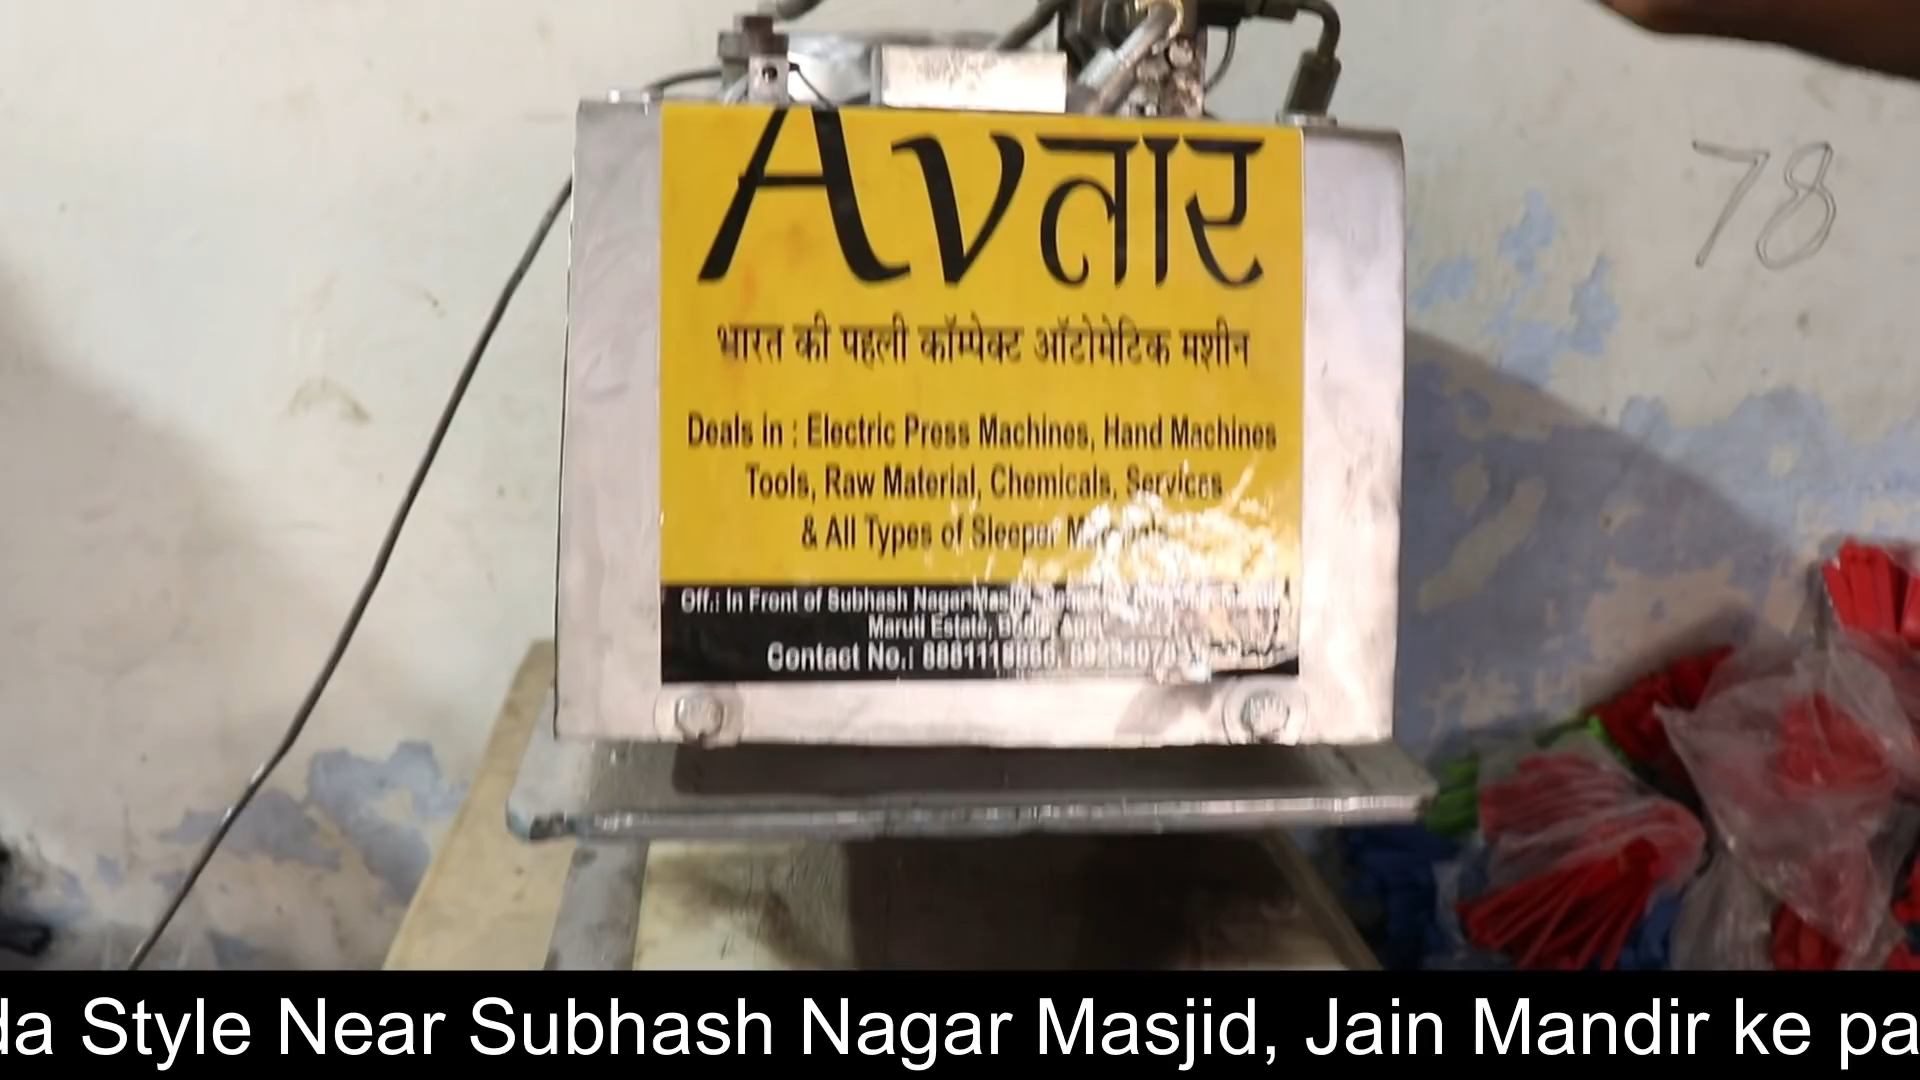 Avतार
78
भारत की पहली कॉम्पेक्ट ऑटोमेटिक मशीन
Deals in : Electric Press Machines, Hand Machines
Tools, Raw Material, Chemicals, Services
& All Types of Sleeper
Off.: In Front of Subhash Nagar Masjid,
Maruti Estate,
Contact No.:
da Style Near Subhash Nagar Masjid, Jain Mandir ke pa